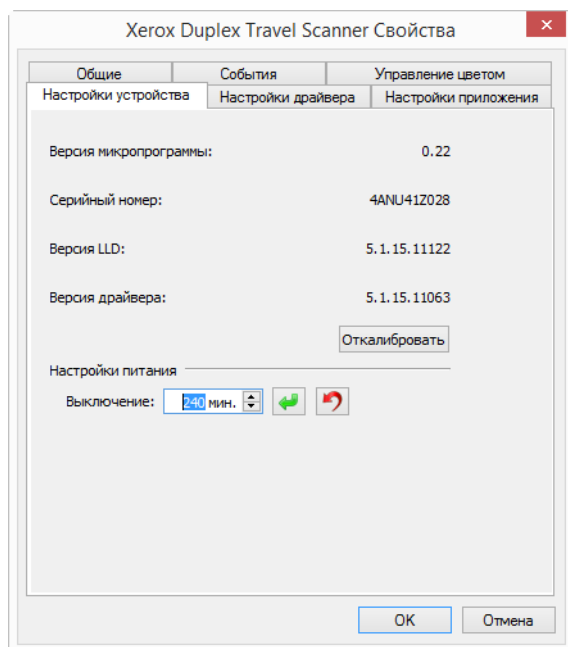 Xerox Duplex Travel Scanner Свойства
Общие События Управление цветом
Настройки устройства Настройки драйвера Настройки приложения
Версия микропрограммы: 0.22
Серийный номер: 4ANU41Z028
Версия LLD: 5.1.15.11122
Версия драйвера: 5.1.15.11063
Откалибровать
Настройки питания
Выключение: 240 мин.
OK Отмена